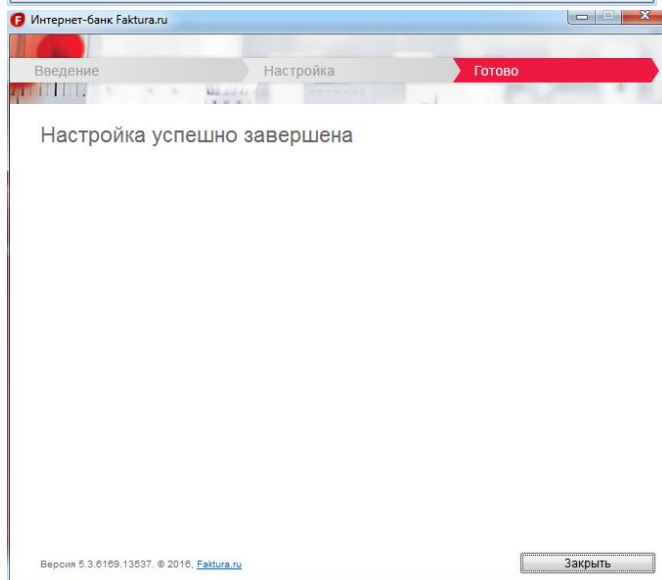 Интернет-банк Faktura.ru
Введение Настройка Готово
Настройка успешно завершена
Версия 5.3.6169.13537. © 2016, Faktura.ru
Закрыть